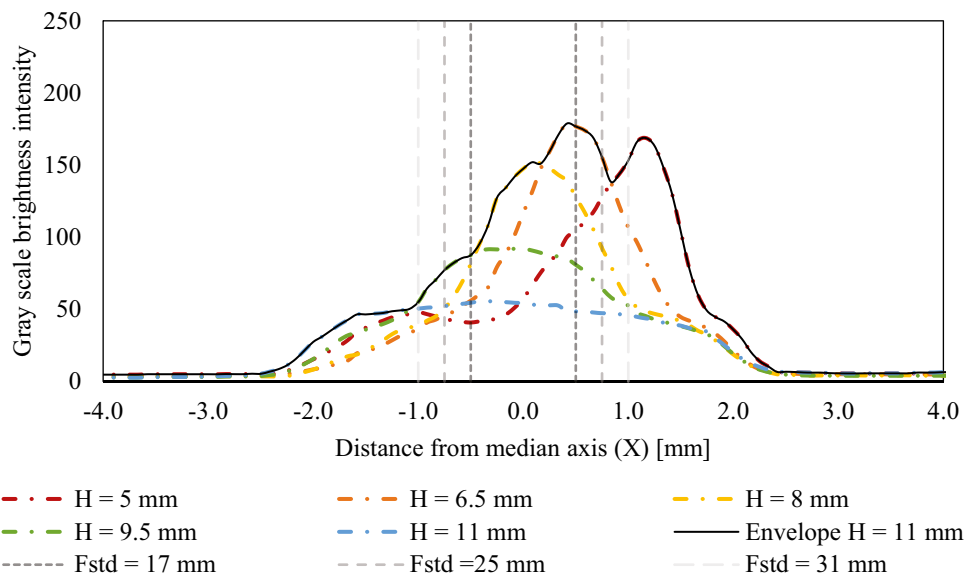 250
200
150
100
50
0
Gray scale brightness intensity
-4.0 -3.0 -2.0 -1.0 0.0 1.0 2.0 3.0 4.0
Distance from median axis (X) [mm]
H = 5 mm H = 6.5 mm H = 8 mm
H = 9.5 mm H = 11 mm Envelope H = 11 mm
Fstd = 17 mm Fstd =25 mm Fstd = 31 mm